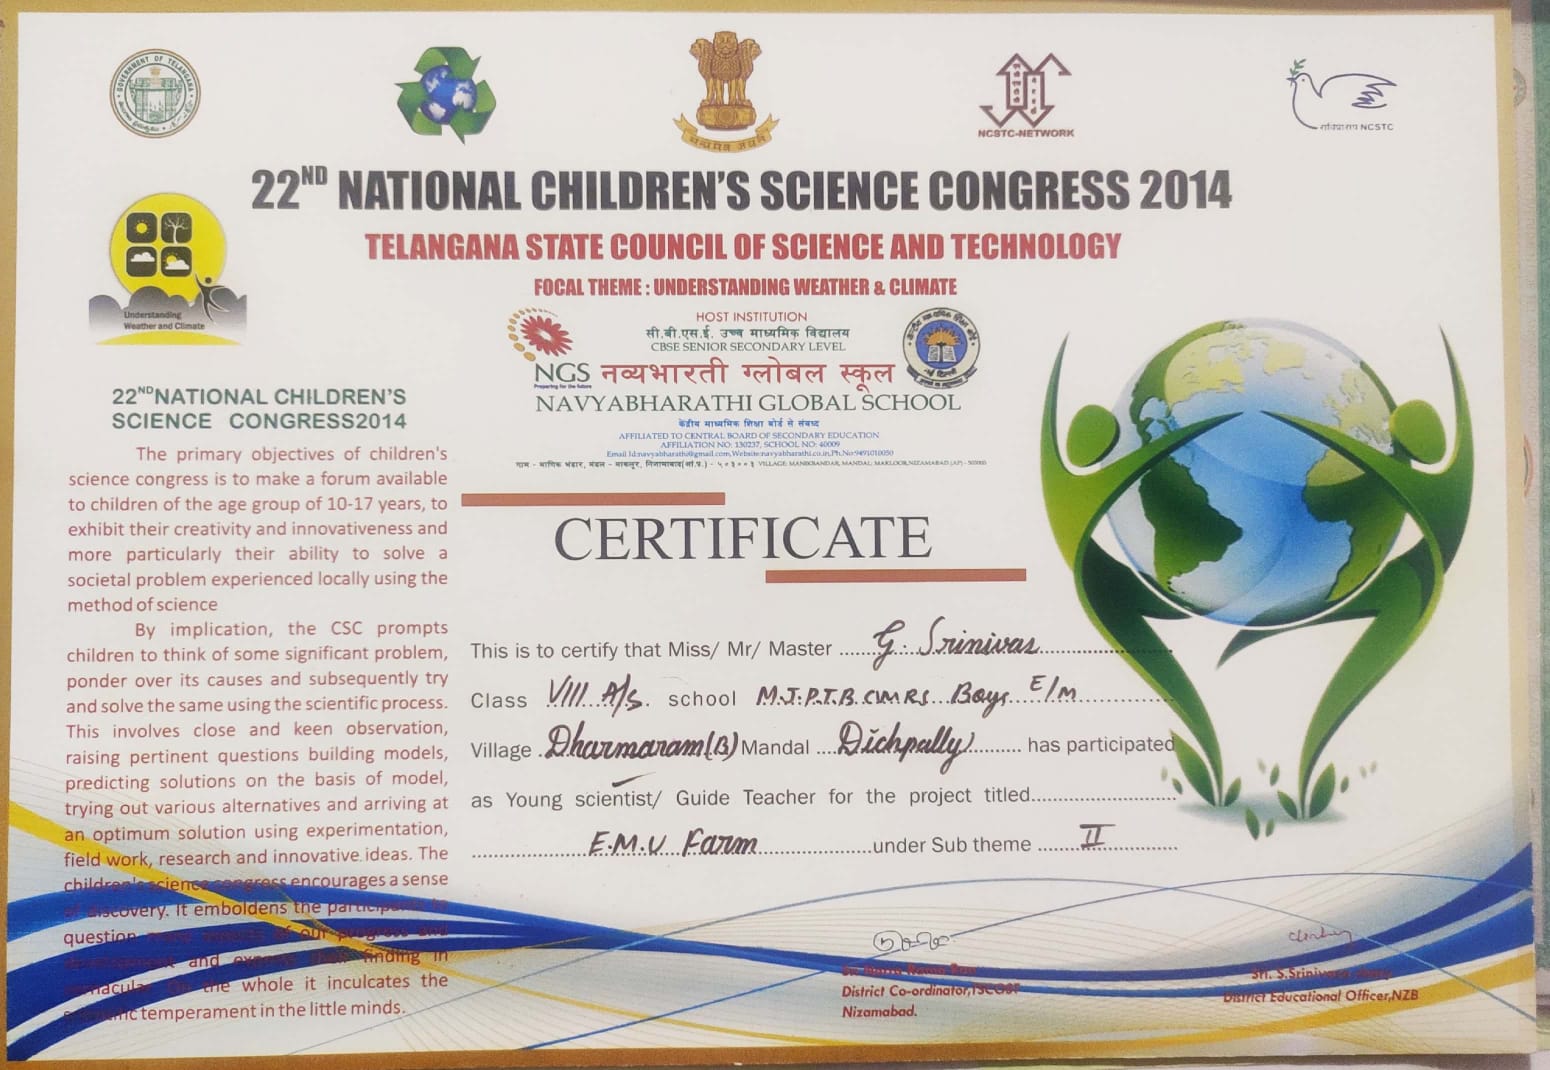 GOVERNMENT OF TELANGANA
सत्यमेव जयते
NCSTC-NETWORK
राविप्रौसंप NCSTC
22ND NATIONAL CHILDREN'S SCIENCE CONGRESS 2014
TELANGANA STATE COUNCIL OF SCIENCE AND TECHNOLOGY
FOCAL THEME : UNDERSTANDING WEATHER & CLIMATE
Understanding
Weather and Climate
HOST INSTITUTION
सी.बी.एस.ई. उच्च माध्यमिक विद्यालय
CBSE SENIOR SECONDARY LEVEL
NGS नव्यभारती ग्लोबल स्कूल
Preparing for the future
NAVYABHARATHI GLOBAL SCHOOL
केंद्रीय माध्यमिक शिक्षा बोर्ड से संबध्द
AFFILIATED TO CENTRAL BOARD OF SECONDARY EDUCATION
AFFILIATION NO: 130237, SCHOOL NO: 40009
Email Id:navyabharathi@gmail.com,Website:navyabharathi.co.in,Ph.No:9491010050
ग्राम - माणिक भंडार, मंडल - माक्लूर, निजामाबाद(आं.प्र.) - ५०३००३ VILLAGE: MANIKBANDAR, MANDAL: MAKLOOR,NIZAMABAD (AP) - 503003
22NDNATIONAL CHILDREN'S
SCIENCE CONGRESS2014
The primary objectives of children's
science congress is to make a forum available
to children of the age group of 10-17 years, to
exhibit their creativity and innovativeness and
more particularly their ability to solve a
societal problem experienced locally using the
method of science
By implication, the CSC prompts
children to think of some significant problem,
ponder over its causes and subsequently try
and solve the same using the scientific process.
This involves close and keen observation,
raising pertinent questions building models,
predicting solutions on the basis of model,
trying out various alternatives and arriving at
an optimum solution using experimentation,
field work, research and innovative ideas. The
children's science congress encourages a sense
of discovery. It emboldens the participants to
question many aspects of our progress and
development and express their finding in
vernacular. On the whole it inculcates the
scientific temperament in the little minds.
CERTIFICATE
This is to certify that Miss/ Mr/ Master G. Srinivas
Class VIII A/s. school M.J.P.T.B.CWRS Boys E/M
Village Dharmaram(B) Mandal Dichpally has participated
as Young scientist/ Guide Teacher for the project titled
E.M.U Farm under Sub theme II
District Co-ordinator,TSCOST
Nizamabad.
Sri. S.Srinivasa
District Educational Officer,NZB